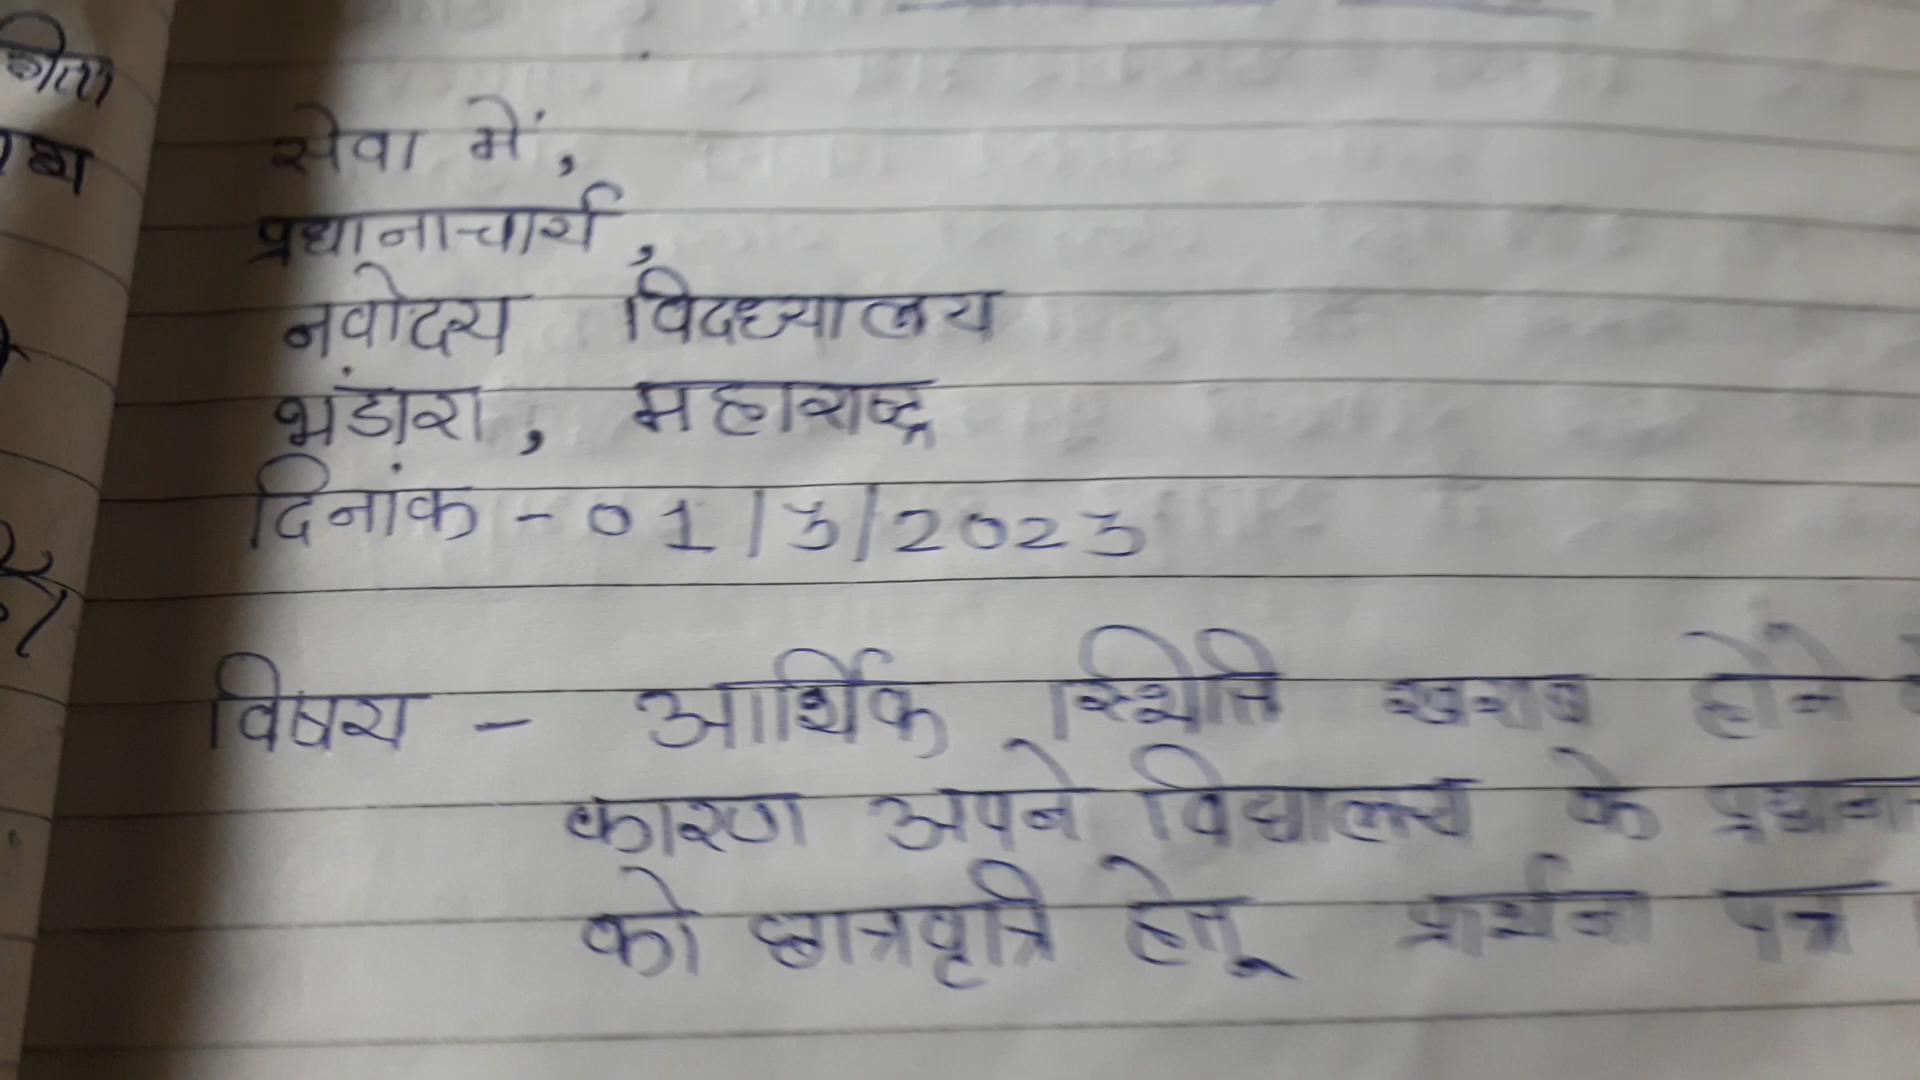 सेवा में,
प्रधानाचार्य,
नवोदय विदध्यालय
भंडारा, महाराष्ट्र
दिनांक - 01/3/2023
विषय - आर्थिक स्थिति खराब होने
कारण अपने विद्यालय के
को छात्रवृत्रि हेतू प्रार्थना पत्र